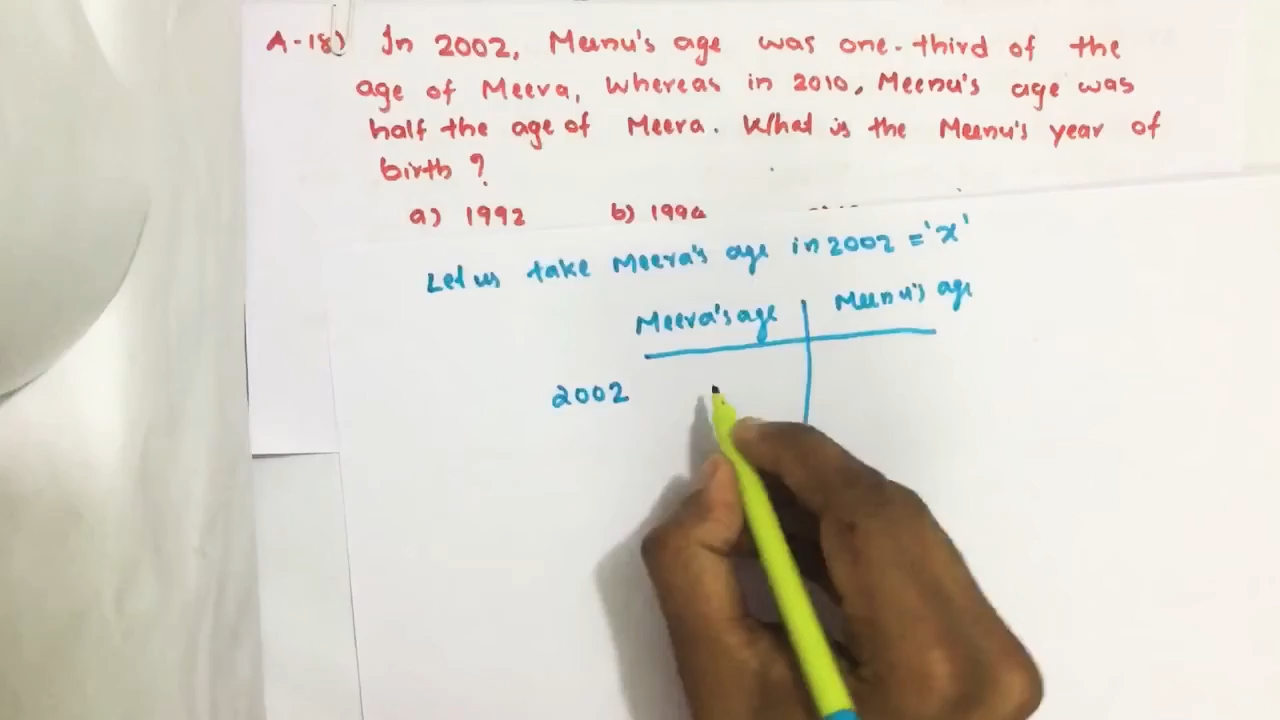 A-18) In 2002, Meenu's age was one-third of the
age of Meera, whereas in 2010, Meenu's age was
half the age of Meera. What is the Meenu's year of
birth?
a) 1992 b) 1994
Let us take Meera's age in 2002 = 'x'
Meera's age Meenu's age
2002